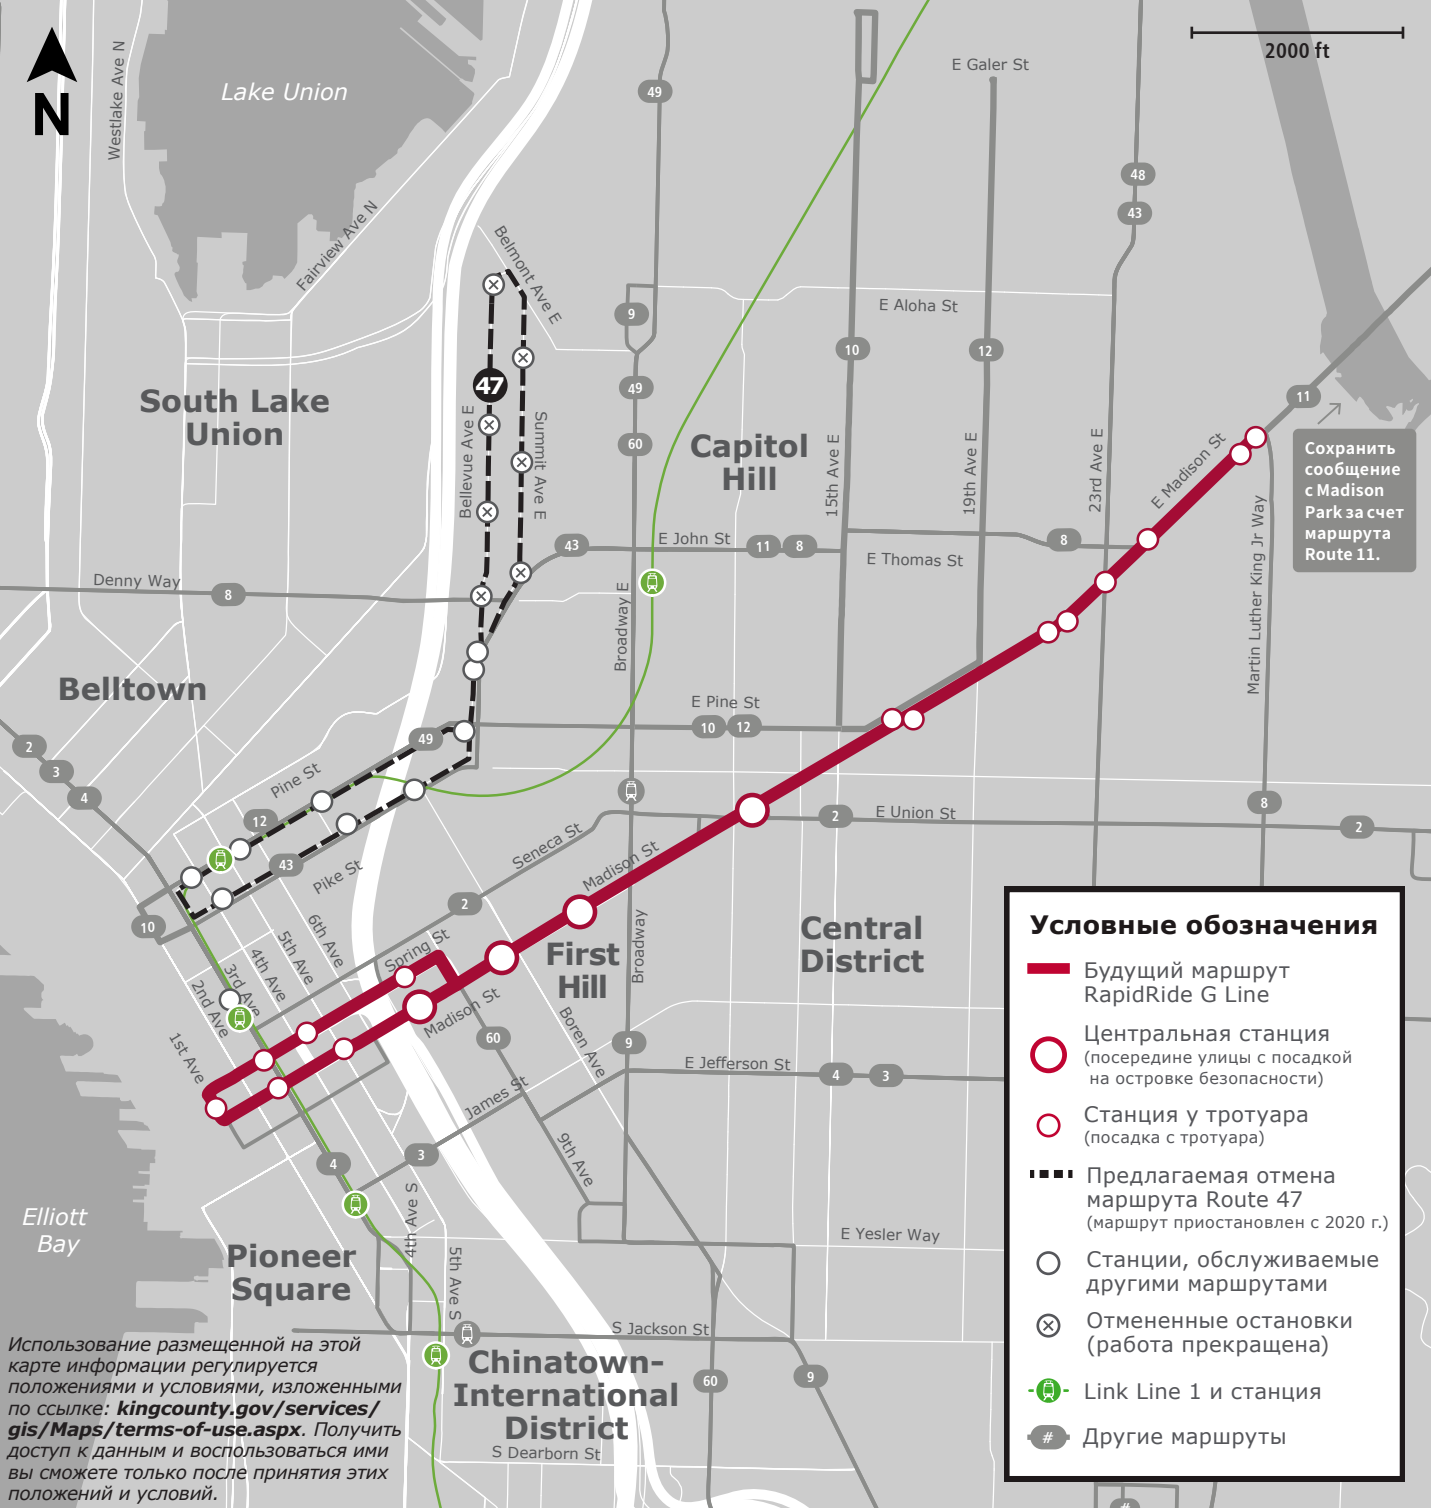 N
2000 ft
Lake Union
Westlake Ave N
Fairview Ave N
E Galer St
49
48
43
Belmont Ave E
9
E Aloha St
10
12
11
47
49
South Lake
Union
Bellevue Ave E
Summit Ave E
60
Capitol
Hill
15th Ave E
19th Ave E
23rd Ave E
E Madison St
Сохранить
сообщение
с Madison
Park за счет
маршрута
Route 11.
Martin Luther King Jr Way
43
E John St
11
8
8
E Thomas St
Denny Way
8
Broadway E
Belltown
E Pine St
10
12
49
2
3
4
Pine St
12
43
Pike St
8
2
E Union St
2
Seneca St
Madison St
2
10
6th Ave
5th Ave
4th Ave
3rd Ave
2nd Ave
1st Ave
Spring St
Madison St
First
Hill
Broadway
Central
District
60
Boren Ave
9
E Jefferson St
4
3
James St
9th Ave
3
4
4th Ave S
5th Ave S
Elliott
Bay
Pioneer
Square
E Yesler Way
S Jackson St
Chinatown-
International
District
60
9
S Dearborn St
Использование размещенной на этой
карте информации регулируется
положениями и условиями, изложенными
по ссылке: kingcounty.gov/services/
gis/Maps/terms-of-use.aspx. Получить
доступ к данным и воспользоваться ими
вы сможете только после принятия этих
положений и условий.
Условные обозначения
Будущий маршрут
RapidRide G Line
Центральная станция
(посередине улицы с посадкой
на островке безопасности)
Станция у тротуара
(посадка с тротуара)
Предлагаемая отмена
маршрута Route 47
(маршрут приостановлен с 2020 г.)
Станции, обслуживаемые
другими маршрутами
Отмененные остановки
(работа прекращена)
Link Line 1 и станция
#
Другие маршруты
#